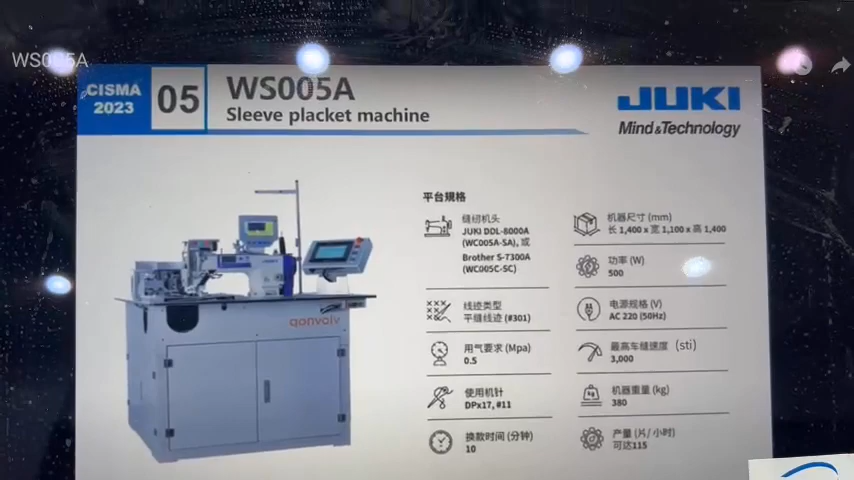 WS005A
CISMA
2023
05
WS005A
Sleeve placket machine
JUKI
Mind&Technology
qonvolv
平台规格
缝纫机头
JUKI DDL-8000A
(WC005A-SA),或
Brother S-7300A
(WC005C-SC)
线迹类型
平缝线迹 (#301)
用气要求 (Mpa)
0.5
使用机针
DPx17, #11
换款时间 (分钟)
10
机器尺寸 (mm)
长 1,400 x 宽 1,100 x 高 1,400
功率 (W)
500
电源规格 (V)
AC 220 (50Hz)
最高车缝速度 (sti)
3,000
机器重量 (kg)
380
产量 (片/小时)
可达115